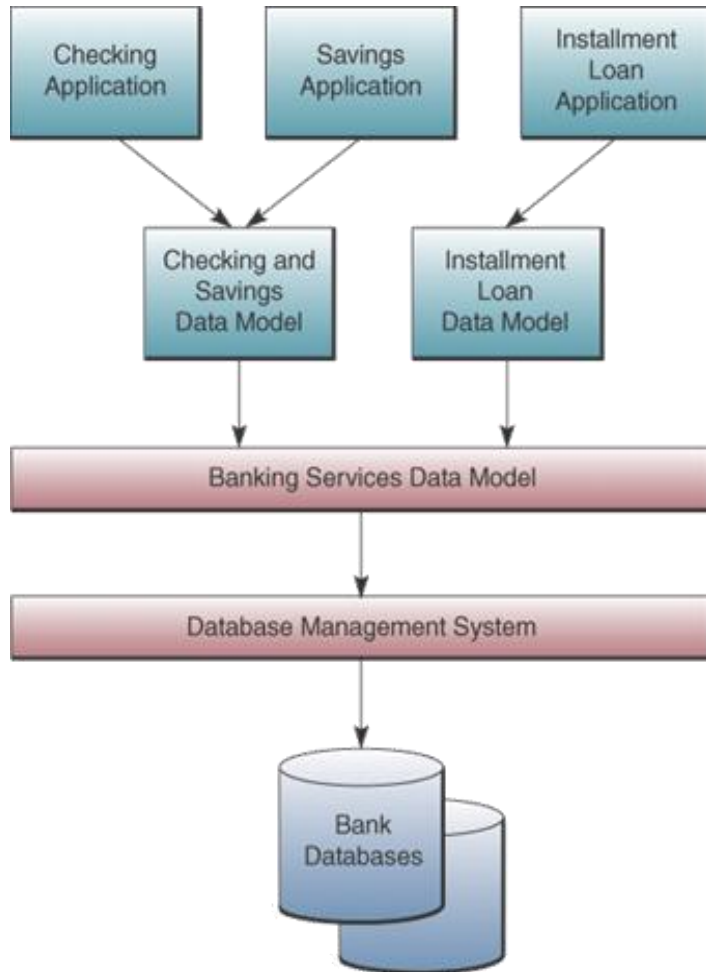 Checking
Application
Savings
Application
Installment
Loan
Application
Checking and
Savings
Data Model
Installment
Loan
Data Model
Banking Services Data Model
Database Management System
Bank
Databases